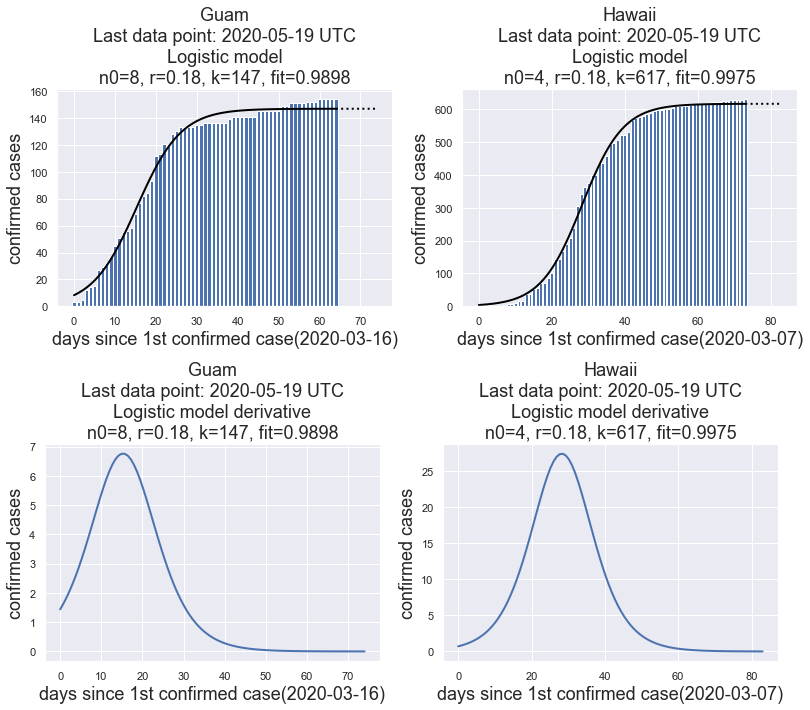 Guam
Last data point: 2020-05-19 UTC
Logistic model
n0=8, r=0.18, k=147, fit=0.9898
160
140
120
100
80
60
40
20
0
confirmed cases
0 10 20 30 40 50 60 70
days since 1st confirmed case(2020-03-16)
Hawaii
Last data point: 2020-05-19 UTC
Logistic model
n0=4, r=0.18, k=617, fit=0.9975
600
500
400
300
200
100
0
confirmed cases
0 20 40 60 80
days since 1st confirmed case(2020-03-07)
Guam
Last data point: 2020-05-19 UTC
Logistic model derivative
n0=8, r=0.18, k=147, fit=0.9898
7
6
5
4
3
2
1
0
confirmed cases
0 10 20 30 40 50 60 70
days since 1st confirmed case(2020-03-16)
Hawaii
Last data point: 2020-05-19 UTC
Logistic model derivative
n0=4, r=0.18, k=617, fit=0.9975
25
20
15
10
5
0
confirmed cases
0 20 40 60 80
days since 1st confirmed case(2020-03-07)